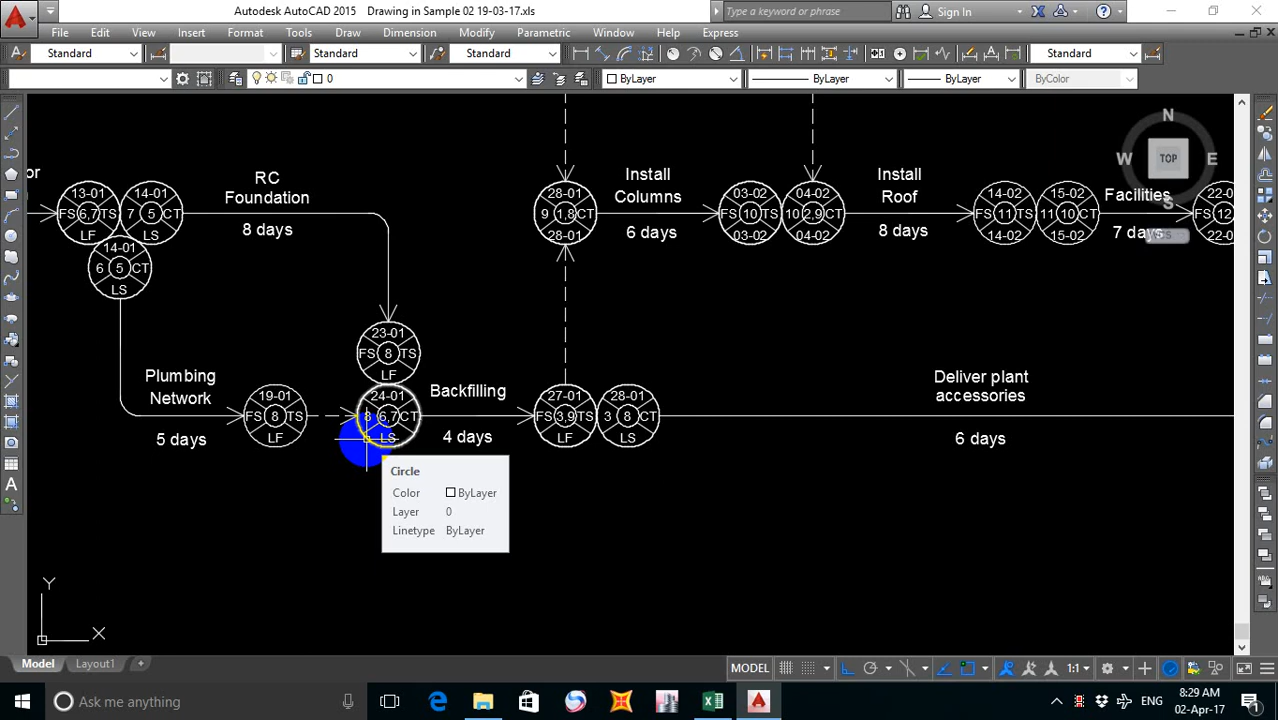 Autodesk AutoCAD 2015 Drawing in Sample 02 19-03-17.xls
Type a keyword or phrase
Sign In
File Edit View Insert Format Tools Draw Dimension Modify Parametric Window Help Express
Standard Standard Standard Standard
0 ByLayer ByLayer ByLayer ByColor
N
W TOP E
S
or
13-01
FS 6,7 TS
LF
14-01
7 5 CT
LS
14-01
6 5 CT
LS
RC
Foundation
8 days
28-01
9 1,8 CT
28-01
Install
Columns
6 days
03-02
FS 10 TS
03-02
04-02
10 2,9 CT
04-02
Install
Roof
8 days
14-02
FS 11 TS
14-02
15-02
11 10 CT
15-02
Facilities
7 days
22-0
FS 12
22-0
23-01
FS 8 TS
LF
Plumbing
Network
5 days
19-01
FS 8 TS
LF
24-01
8 6,7 CT
LS
Backfilling
4 days
27-01
FS 3,9 TS
LF
28-01
3 8 CT
LS
Deliver plant
accessories
6 days
Circle
Color ByLayer
Layer 0
Linetype ByLayer
Y
X
Model Layout1 +
MODEL 1:1
Ask me anything
ENG
8:29 AM
02-Apr-17